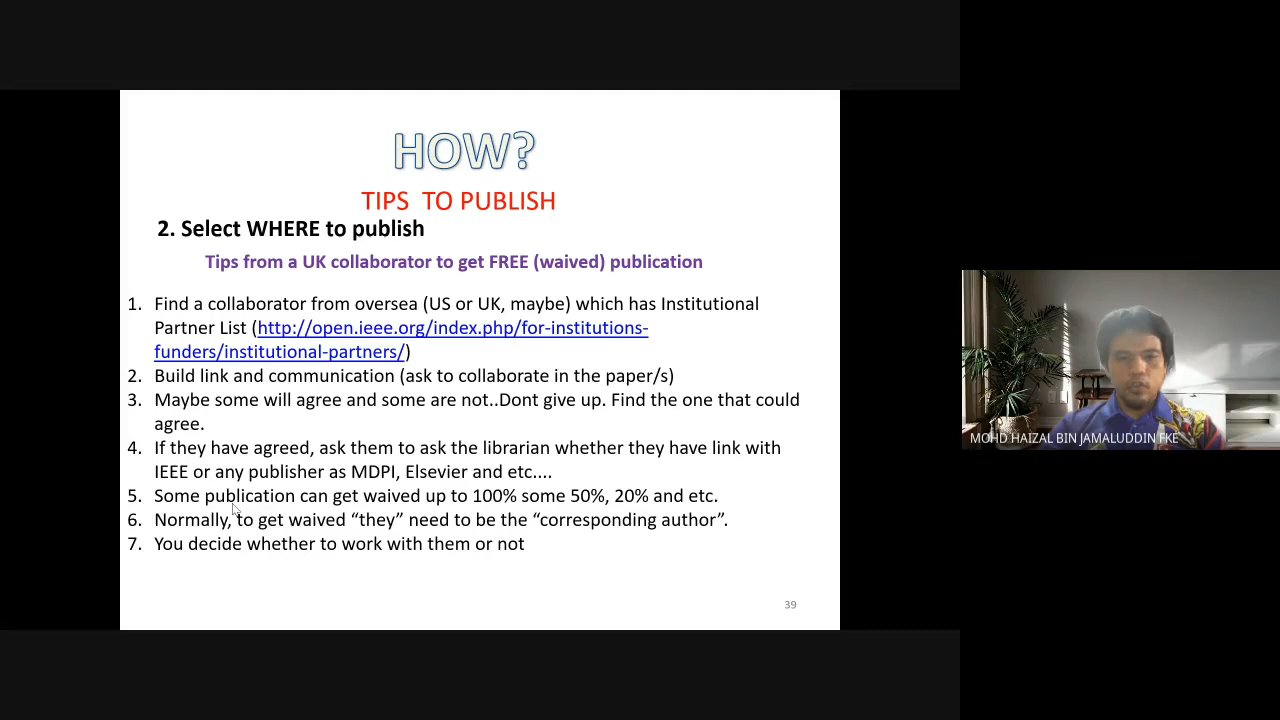 HOW?
TIPS TO PUBLISH
2. Select WHERE to publish
Tips from a UK collaborator to get FREE (waived) publication
1. Find a collaborator from oversea (US or UK, maybe) which has Institutional
Partner List (http://open.ieee.org/index.php/for-institutions-
funders/institutional-partners/)
2. Build link and communication (ask to collaborate in the paper/s)
3. Maybe some will agree and some are not..Dont give up. Find the one that could
agree.
4. If they have agreed, ask them to ask the librarian whether they have link with
IEEE or any publisher as MDPI, Elsevier and etc....
5. Some publication can get waived up to 100% some 50%, 20% and etc.
6. Normally, to get waived “they” need to be the “corresponding author”.
7. You decide whether to work with them or not
39
MOHD HAIZAL BIN JAMALUDDIN FKE